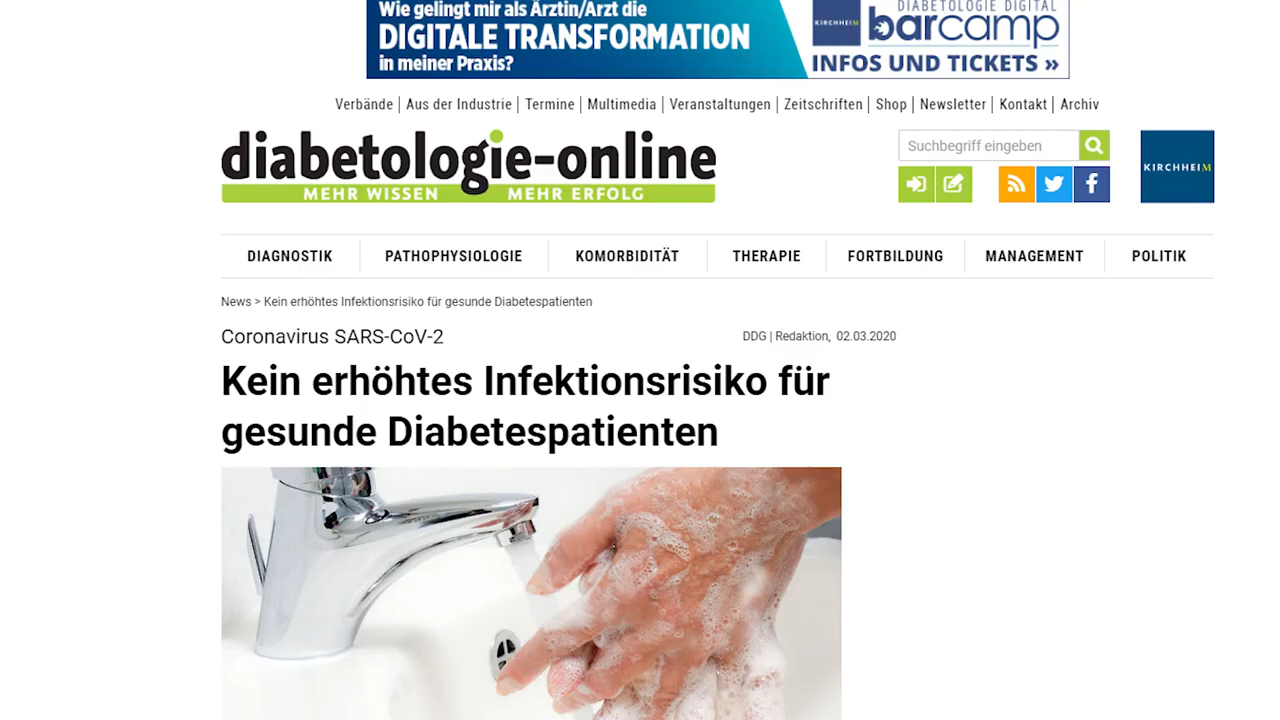 Wie gelingt mir als Ärztin/Arzt die
DIGITALE TRANSFORMATION
in meiner Praxis?
KIRCHHEIM
DIABETOLOGIE DIGITAL
barcamp
INFOS UND TICKETS »
Verbände | Aus der Industrie | Termine | Multimedia | Veranstaltungen | Zeitschriften | Shop | Newsletter | Kontakt | Archiv
diabetologie-online
MEHR WISSEN MEHR ERFOLG
Suchbegriff eingeben
KIRCHHEIM
DIAGNOSTIK PATHOPHYSIOLOGIE KOMORBIDITÄT THERAPIE FORTBILDUNG MANAGEMENT POLITIK
News > Kein erhöhtes Infektionsrisiko für gesunde Diabetespatienten
Coronavirus SARS-CoV-2
DDG | Redaktion, 02.03.2020
Kein erhöhtes Infektionsrisiko für
gesunde Diabetespatienten